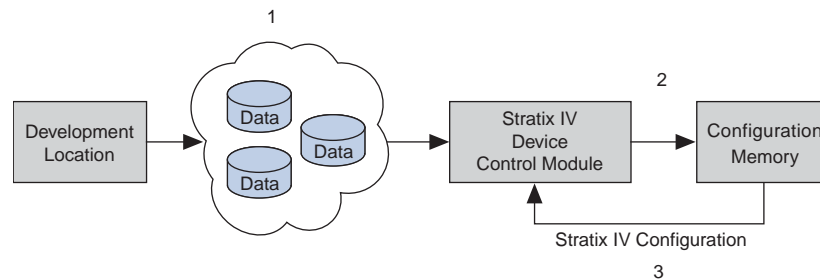 1
Development
Location
Data
Data
Data
Stratix IV
Device
Control Module
2
Configuration
Memory
Stratix IV Configuration
3